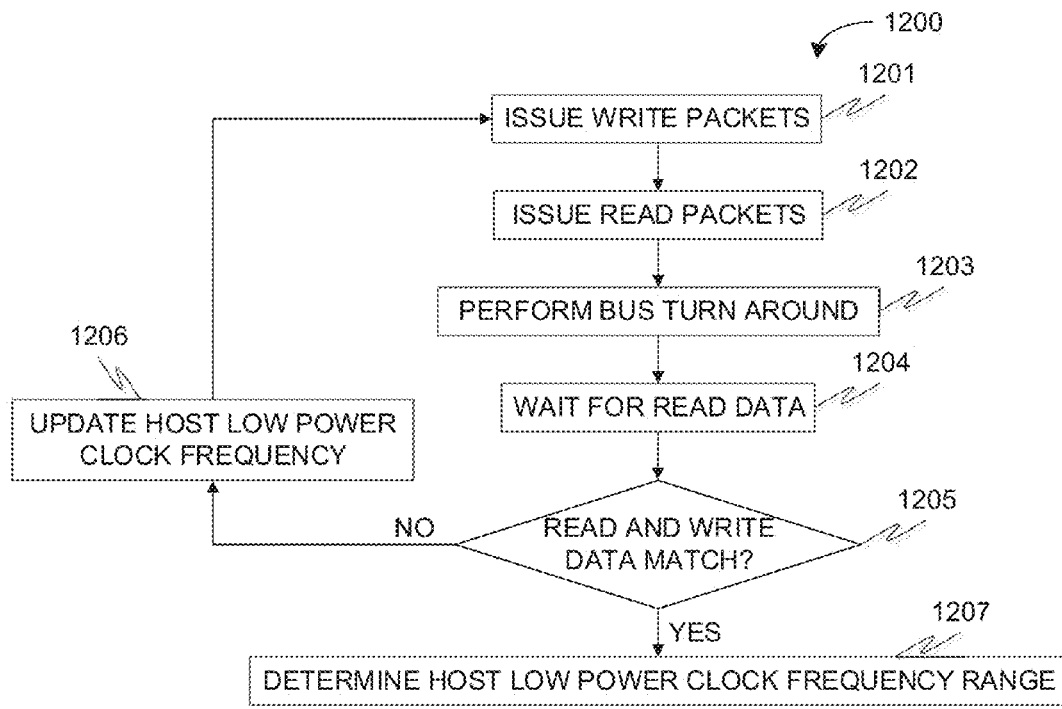 1200
1201
ISSUE WRITE PACKETS
1202
ISSUE READ PACKETS
1203
PERFORM BUS TURN AROUND
1204
WAIT FOR READ DATA
1205
READ AND WRITE
DATA MATCH?
NO
1206
UPDATE HOST LOW POWER
CLOCK FREQUENCY
YES
1207
DETERMINE HOST LOW POWER CLOCK FREQUENCY RANGE